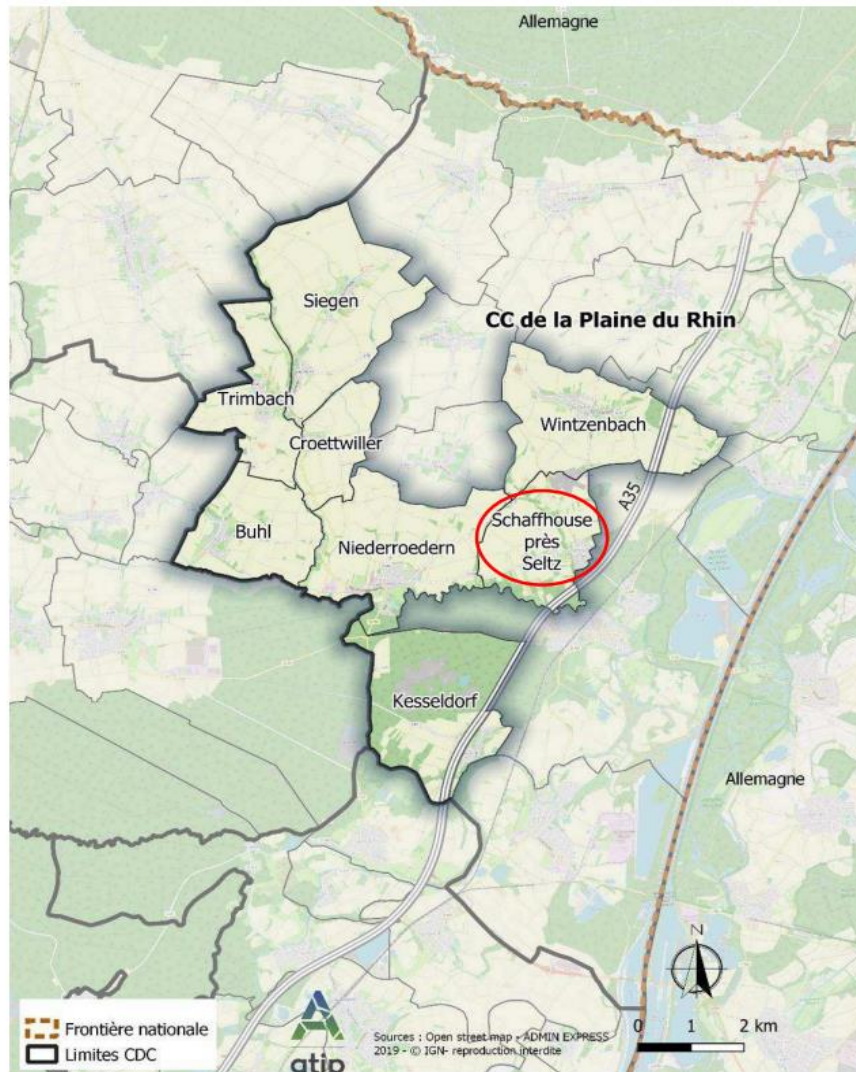 Allemagne
Siegen
CC de la Plaine du Rhin
Trimbach
Wintzenbach
Croettwiller
A35
Schaffhouse
près
Seltz
Buhl
Niederroedern
Kesseldorf
Allemagne
N
Frontière nationale
Limites CDC
atip
Sources : Open street map - ADMIN EXPRESS
2019 - © IGN- reproduction interdite
0 1 2 km